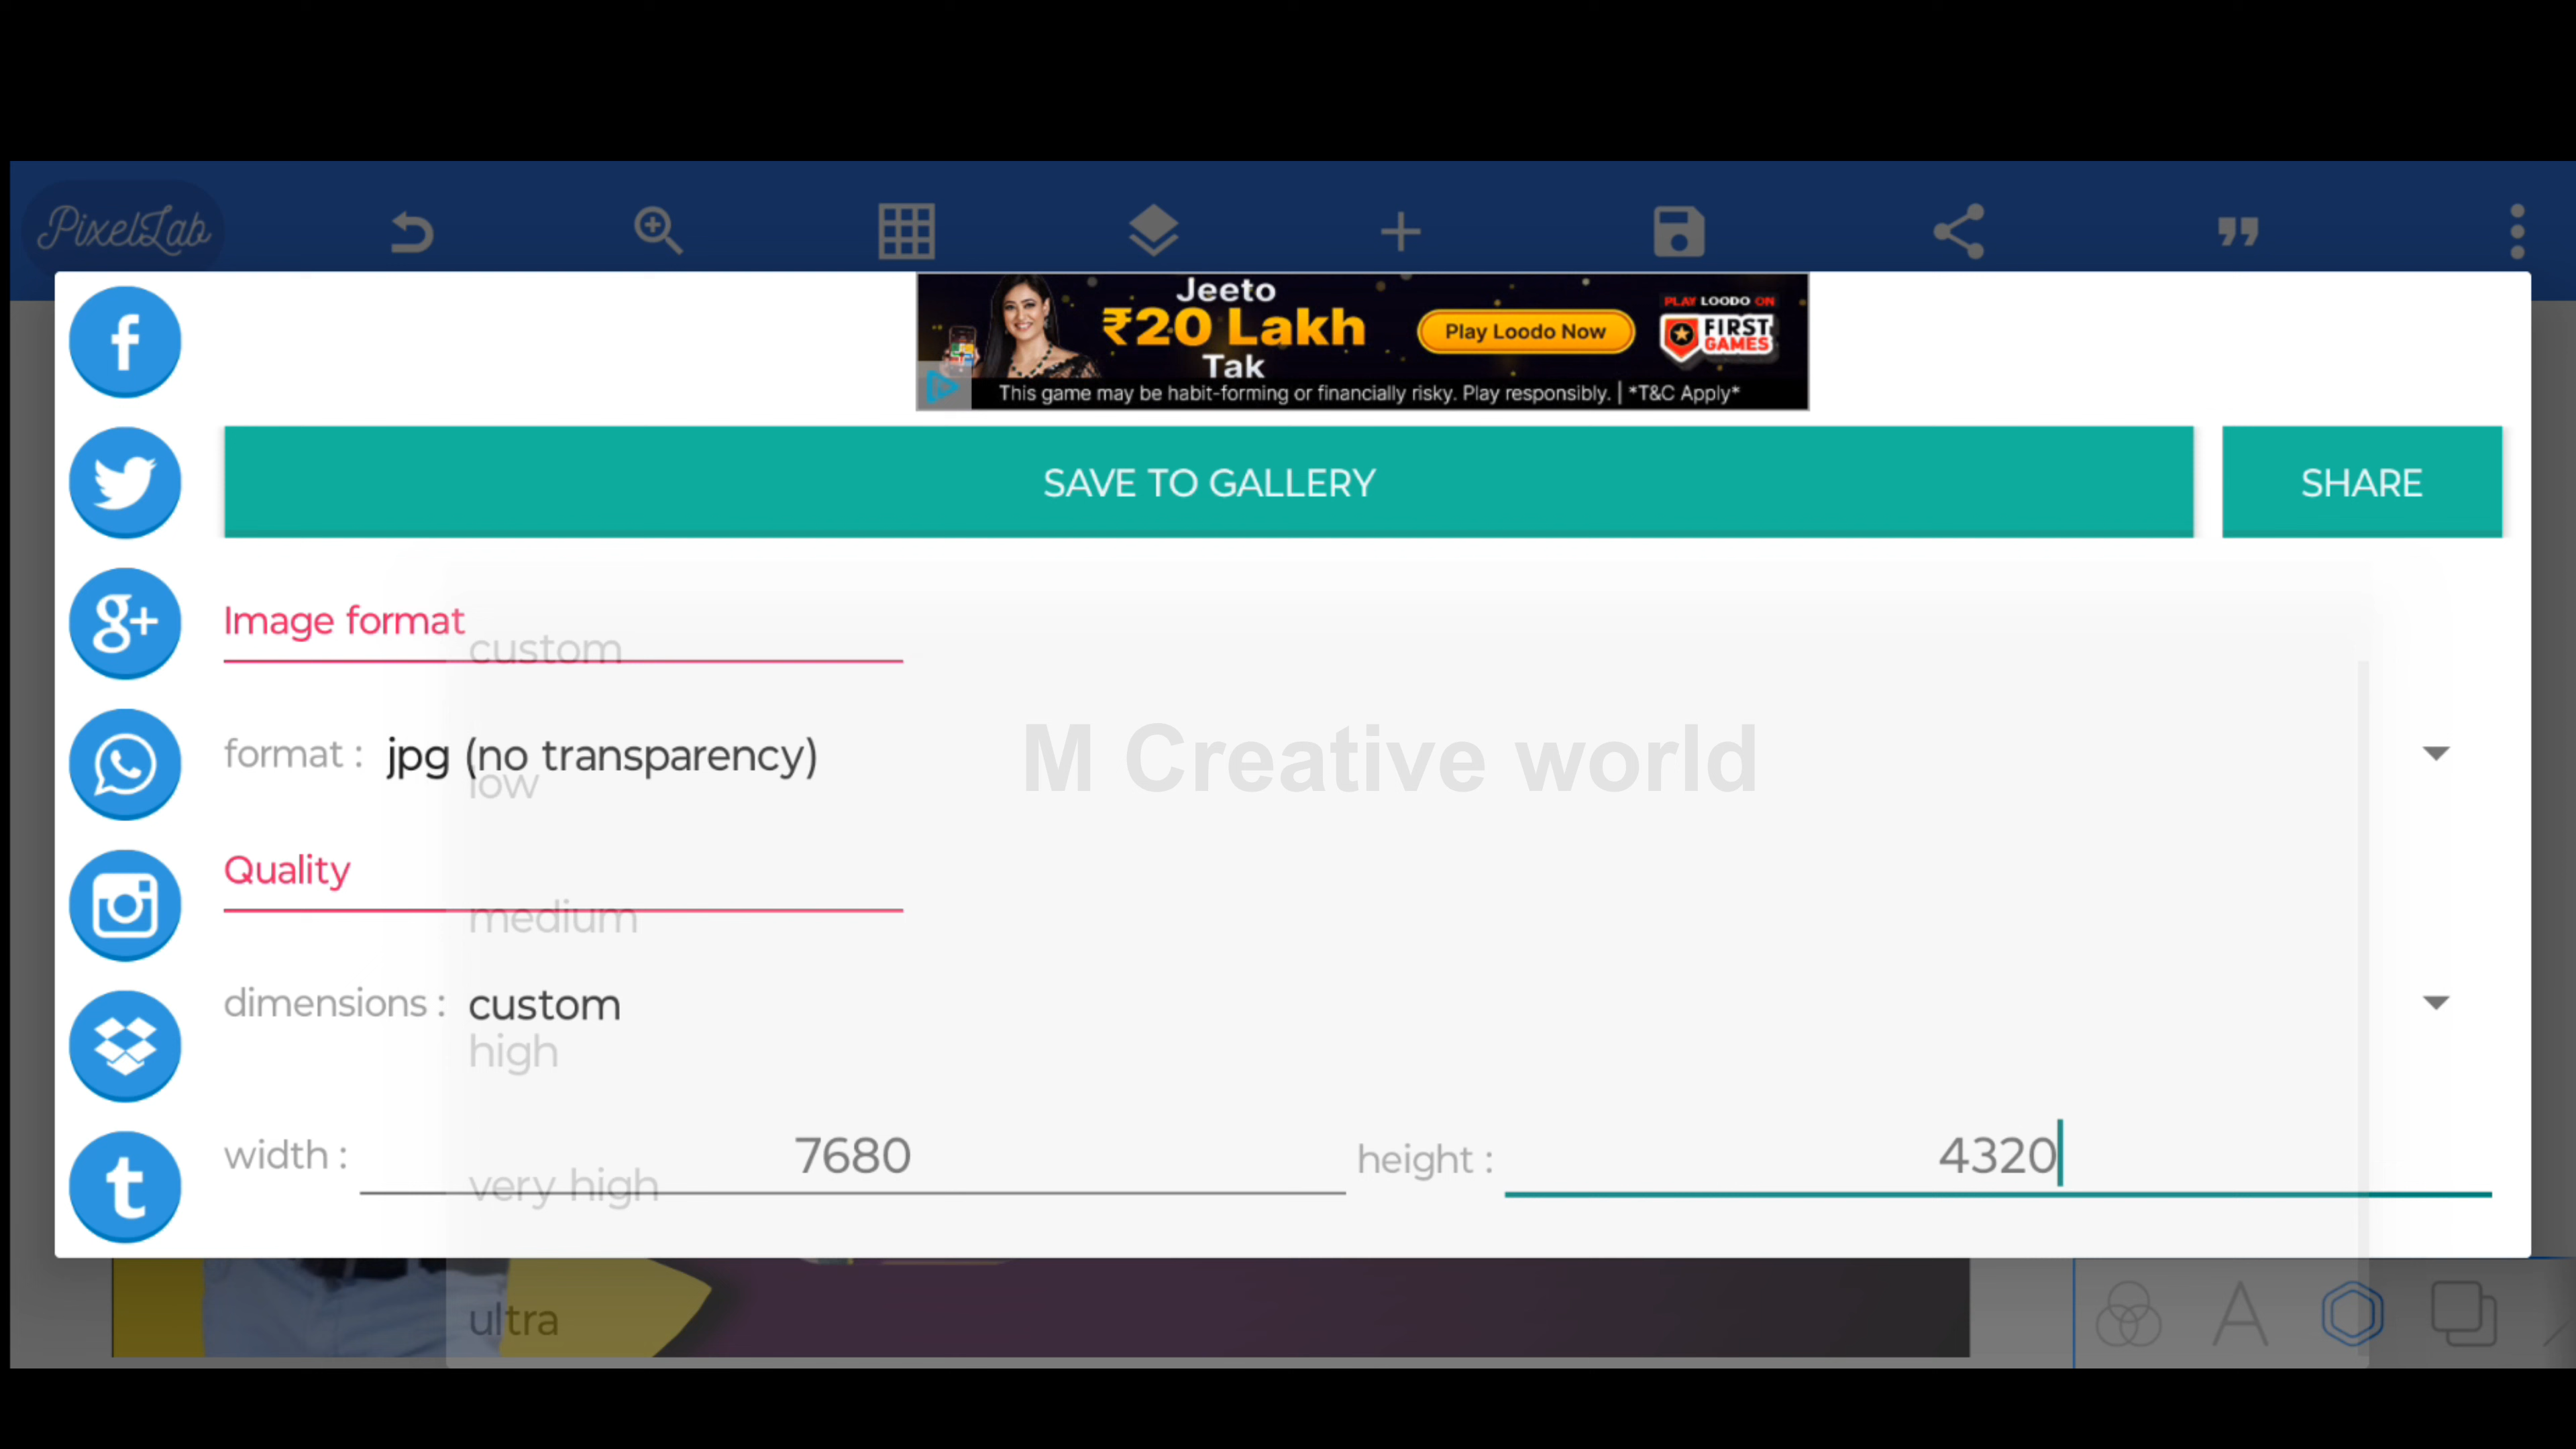 PixelLab
Jeeto
₹20 Lakh
Tak
Play Loodo Now
PLAY LOODO ON
FIRST
GAMES
This game may be habit-forming or financially risky. Play responsibly. | *T&C Apply*
SAVE TO GALLERY
SHARE
Image format
custom
format : jpg (no transparency)
low
M Creative world
Quality
medium
dimensions : custom
high
width : 7680 height : 4320
very high
ultra